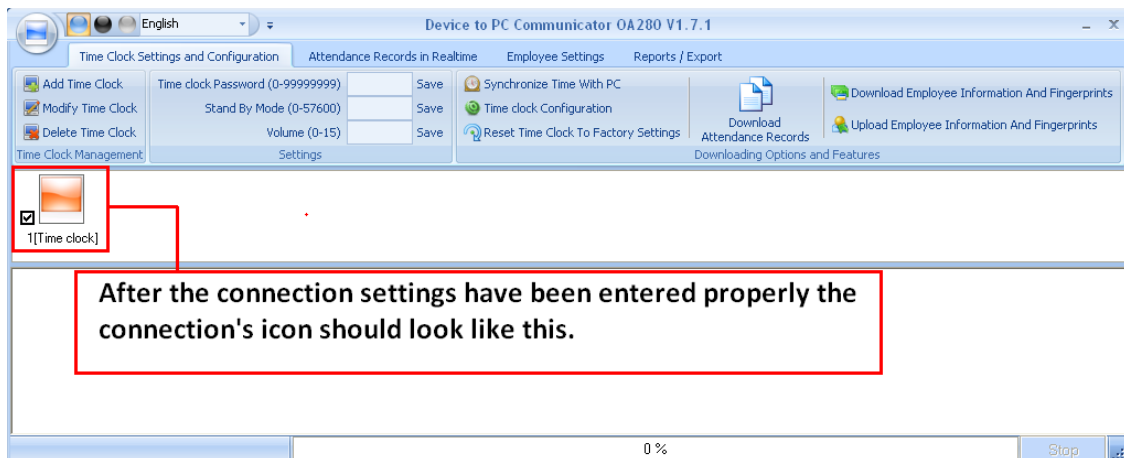 English
Device to PC Communicator OA280 V1.7.1
Time Clock Settings and Configuration
Attendance Records in Realtime
Employee Settings
Reports / Export
Add Time Clock
Modify Time Clock
Delete Time Clock
Time Clock Management
Time clock Password (0-99999999)
Save
Stand By Mode (0-57600)
Save
Volume (0-15)
Save
Settings
Synchronize Time With PC
Time clock Configuration
Reset Time Clock To Factory Settings
Download
Attendance Records
Download Employee Information And Fingerprints
Upload Employee Information And Fingerprints
Downloading Options and Features
1[Time clock]
After the connection settings have been entered properly the
connection's icon should look like this.
0 %
Stop